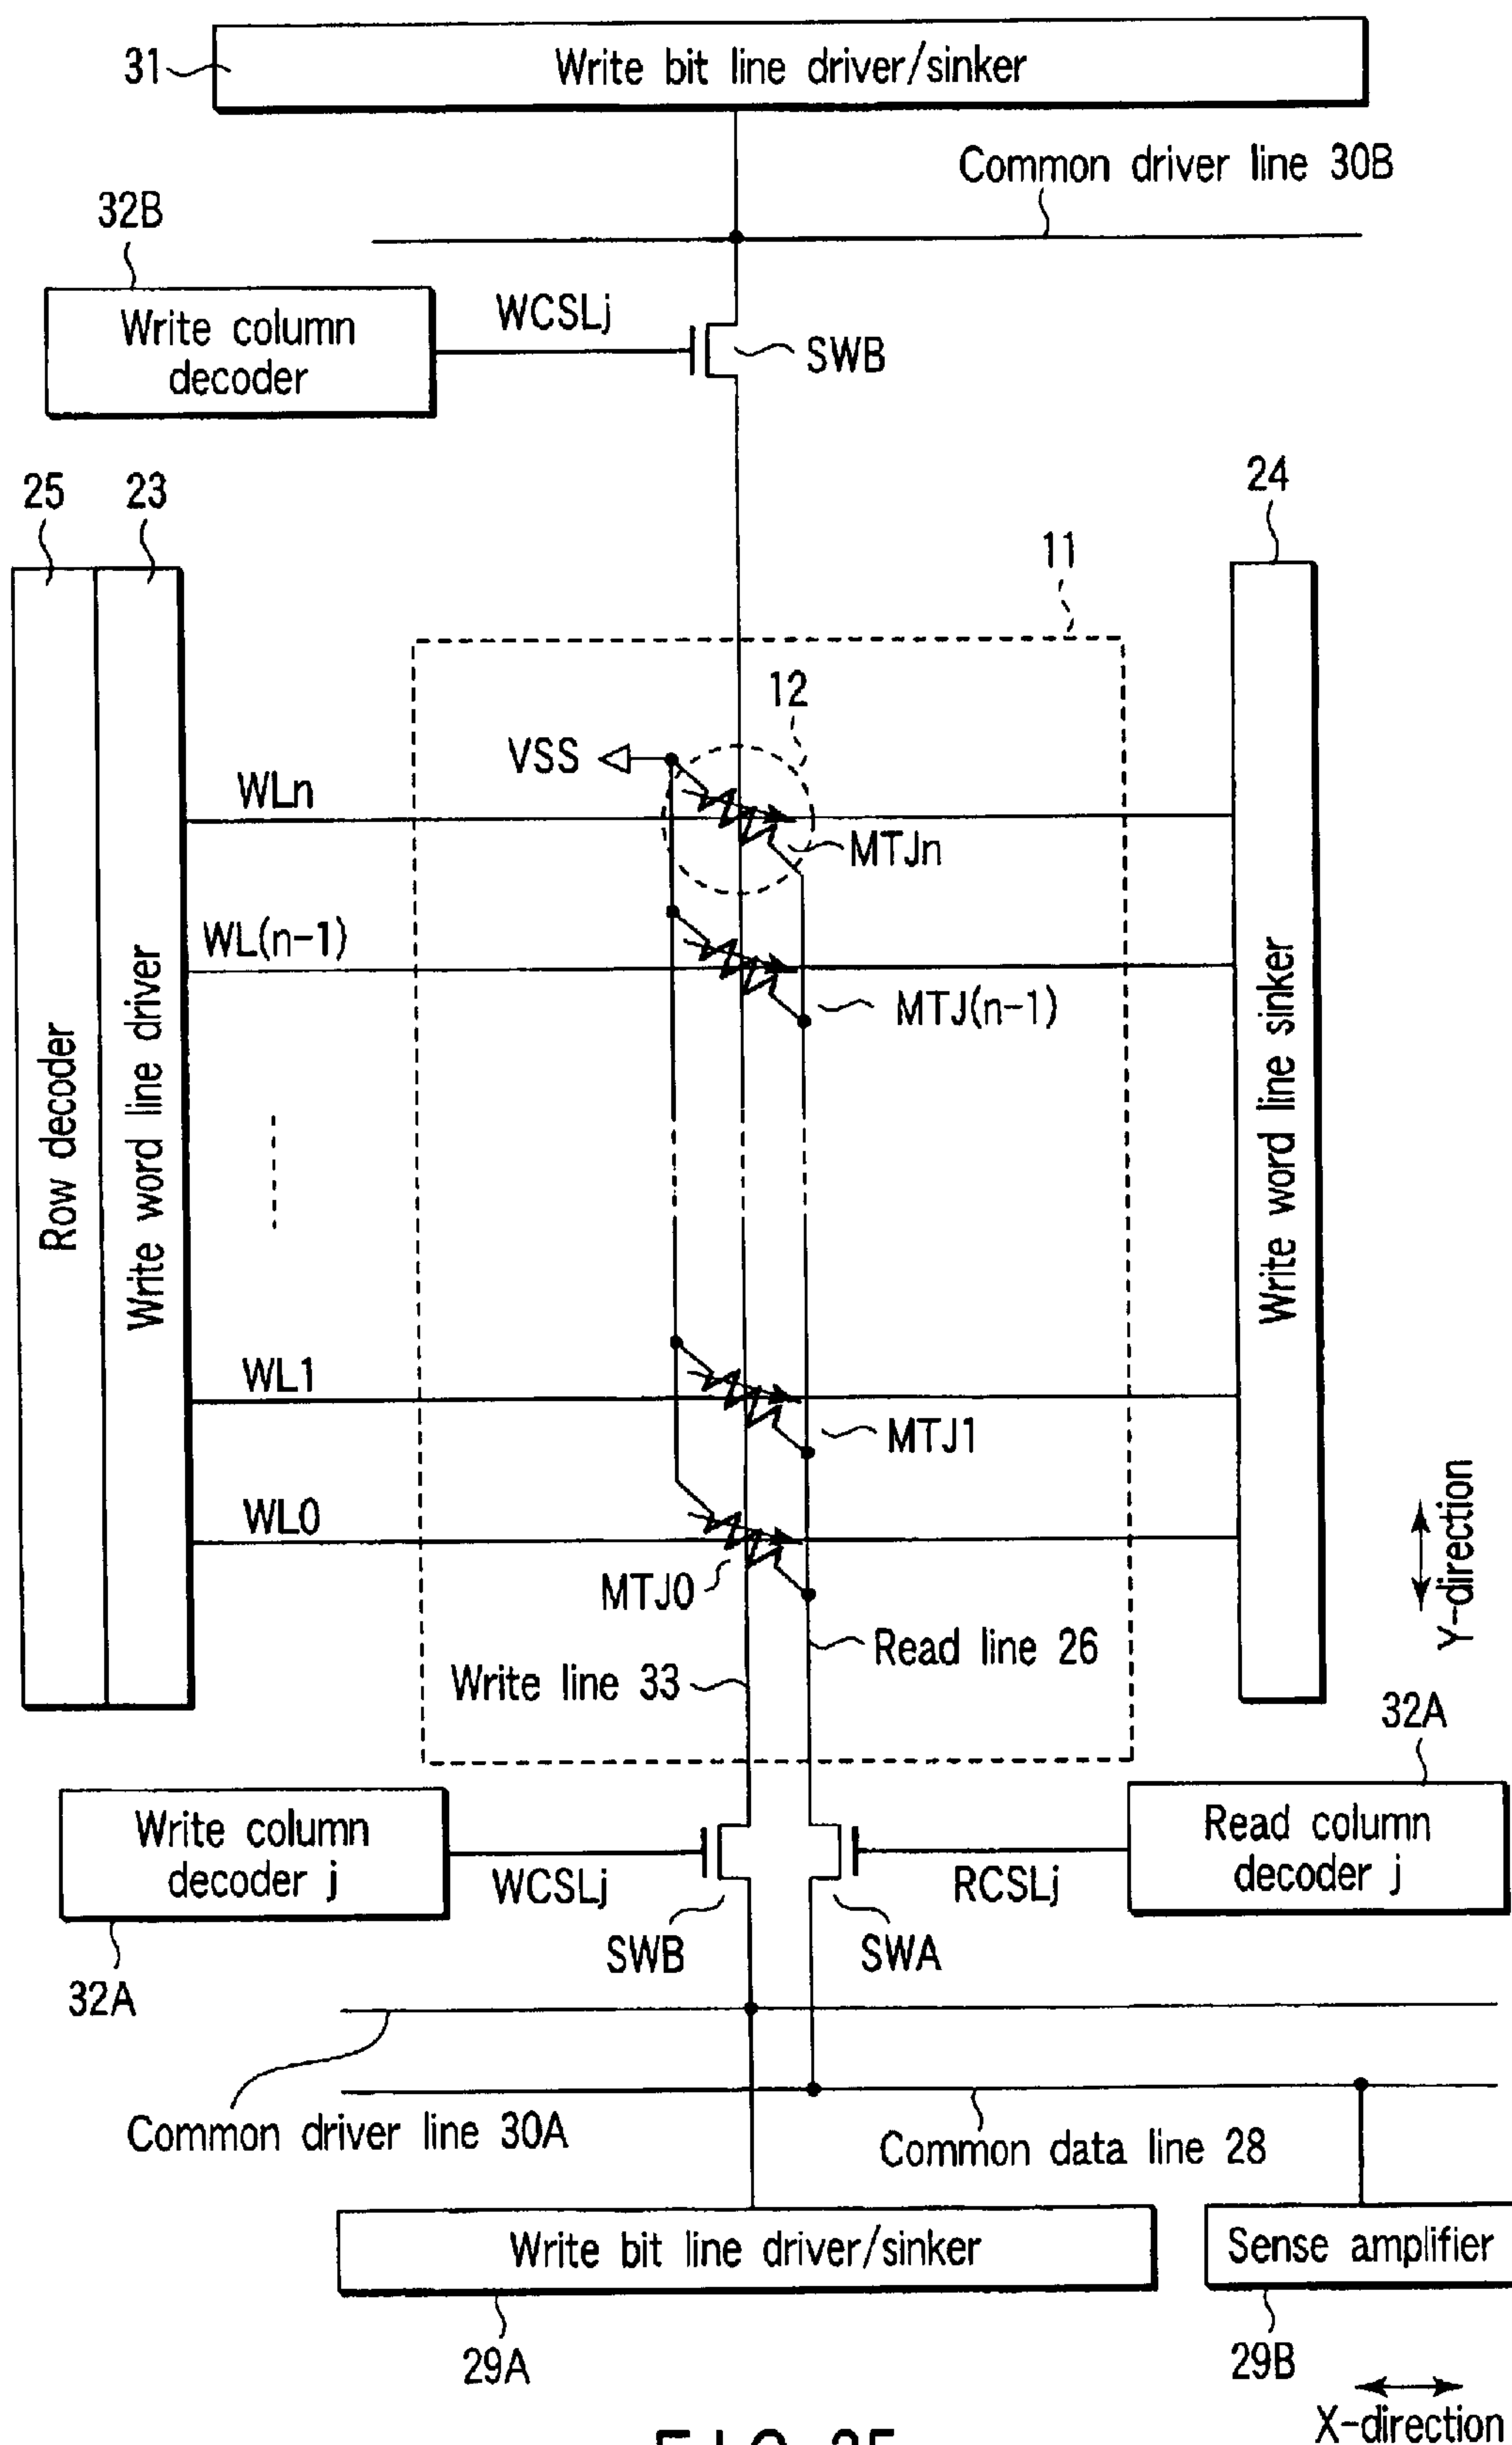 31
Write bit line driver/sinker
Common driver line 30B
32B
Write column
decoder
WCSLj
SWB
25
23
24
11
12
VSS
WLn
MTJn
WL(n-1)
MTJ(n-1)
Row decoder
Write word line driver
Write word line sinker
WL1
MTJ1
WL0
MTJ0
Read line 26
Write line 33
Y-direction
32A
Write column
decoder j
WCSLj
RCSLj
Read column
decoder j
SWB
SWA
32A
Common driver line 30A
Common data line 28
Write bit line driver/sinker
Sense amplifier
29A
29B
X-direction